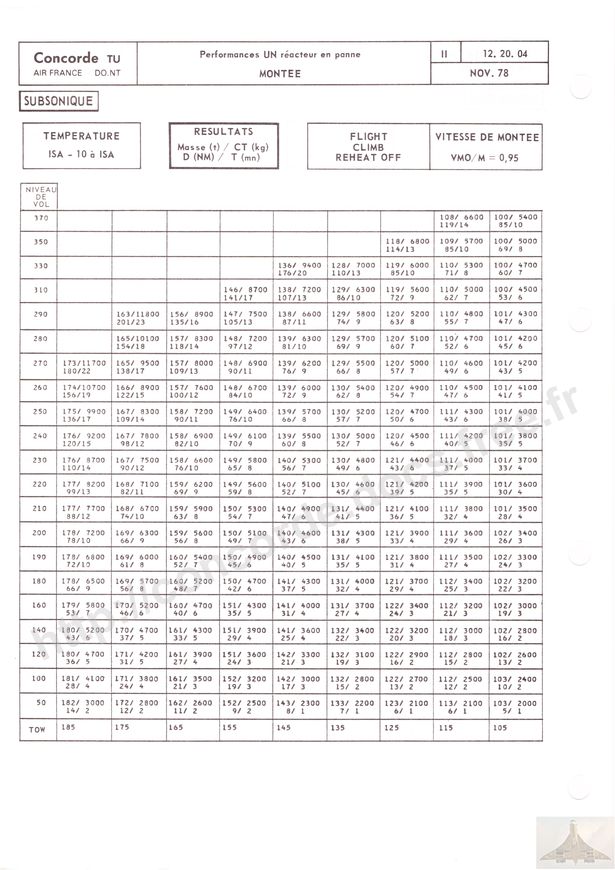 Concorde TU
AIR FRANCE DO.NT
Performances UN réacteur en panne
MONTEE
II
12. 20. 04
NOV. 78
SUBSONIQUE
TEMPERATURE
ISA - 10 à ISA
RESULTATS
Masse (t) / CT (kg)
D (NM) / T (mn)
FLIGHT
CLIMB
REHEAT OFF
VITESSE DE MONTEE
VMO/M = 0,95
NIVEAU
DE
VOL
370 108/ 6600 100/ 5400
119/14 85/10
350 118/ 6800 109/ 5700 100/ 5000
114/13 85/10 69/ 8
330 136/ 9400 128/ 7000 119/ 6000 110/ 5300 100/ 4700
176/20 110/13 85/10 71/ 8 60/ 7
310 146/ 8700 138/ 7200 129/ 6300 119/ 5600 110/ 5000 100/ 4500
141/17 107/13 86/10 72/ 9 62/ 7 53/ 6
290 163/11800 156/ 8900 147/ 7500 138/ 6600 129/ 5800 120/ 5200 110/ 4800 101/ 4300
201/23 135/16 105/13 87/11 74/ 9 63/ 8 55/ 7 47/ 6
280 165/10100 157/ 8300 148/ 7200 139/ 6300 129/ 5700 120/ 5100 110/ 4700 101/ 4200
154/18 118/14 97/12 81/10 69/ 9 60/ 7 52/ 6 45/ 6
270 173/11700 165/ 9500 157/ 8000 148/ 6900 139/ 6200 129/ 5500 120/ 5000 110/ 4600 101/ 4200
180/22 138/17 109/13 90/11 76/ 9 66/ 8 57/ 7 49/ 6 43/ 5
260 174/10700 166/ 8900 157/ 7600 148/ 6700 139/ 6000 130/ 5400 120/ 4900 110/ 4500 101/ 4100
156/19 122/15 100/12 84/10 72/ 9 62/ 8 54/ 7 47/ 6 41/ 5
250 175/ 9900 167/ 8300 158/ 7200 149/ 6400 139/ 5700 130/ 5200 120/ 4700 111/ 4300 101/ 4000
136/17 109/14 90/11 76/ 9 66/ 8 57/ 7 50/ 6 43/ 5 38/ 5
240 176/ 9200 167/ 7800 158/ 6900 149/ 6100 139/ 5500 130/ 5000 120/ 4500 111/ 4200 101/ 3800
120/15 98/12 82/10 70/ 9 60/ 8 52/ 7 46/ 6 40/ 5 35/ 5
230 176/ 8700 167/ 7500 158/ 6600 149/ 5800 140/ 5300 130/ 4800 121/ 4400 111/ 4000 101/ 3700
110/14 90/12 76/10 65/ 8 56/ 7 49/ 6 43/ 6 37/ 5 33/ 4
220 177/ 8200 168/ 7100 159/ 6200 149/ 5600 140/ 5100 130/ 4600 121/ 4200 111/ 3900 101/ 3600
99/13 82/11 69/ 9 59/ 8 52/ 7 45/ 6 39/ 5 35/ 5 30/ 4
210 177/ 7700 168/ 6700 159/ 5900 150/ 5300 140/ 4800 130/ 4400 121/ 4000 111/ 3800 101/ 3500
88/12 74/10 63/ 8 54/ 7 47/ 6 41/ 5 36/ 5 32/ 4 28/ 4
200 178/ 7200 169/ 6300 159/ 5600 150/ 5100 140/ 4600 131/ 4200 121/ 3900 111/ 3600 102/ 3400
78/10 66/ 9 56/ 8 49/ 7 43/ 6 38/ 5 33/ 4 29/ 4 26/ 3
190 178/ 6800 169/ 6000 160/ 5400 150/ 4900 140/ 4500 131/ 4100 121/ 3800 111/ 3500 102/ 3300
72/10 61/ 8 52/ 7 45/ 6 40/ 5 35/ 5 31/ 4 27/ 4 24/ 3
180 178/ 6500 169/ 5700 160/ 5200 150/ 4700 141/ 4300 131/ 4000 121/ 3700 112/ 3400 102/ 3200
66/ 9 56/ 8 48/ 7 42/ 6 37/ 5 32/ 4 29/ 4 25/ 3 22/ 3
160 179/ 5800 170/ 5200 160/ 4700 151/ 4300 141/ 4000 131/ 3700 122/ 3400 112/ 3200 102/ 3000
53/ 7 46/ 6 40/ 6 35/ 5 31/ 4 27/ 4 24/ 3 21/ 3 19/ 3
140 180/ 5200 170/ 4700 161/ 4300 151/ 3900 141/ 3600 132/ 3400 122/ 3200 112/ 3000 102/ 2800
43/ 6 37/ 5 33/ 5 29/ 4 25/ 4 22/ 3 20/ 3 18/ 3 16/ 2
120 180/ 4700 171/ 4200 161/ 3900 151/ 3600 142/ 3300 132/ 3100 122/ 2900 112/ 2800 102/ 2600
36/ 5 31/ 5 27/ 4 24/ 3 21/ 3 19/ 3 16/ 2 15/ 2 13/ 2
100 181/ 4100 171/ 3800 161/ 3500 152/ 3200 142/ 3000 132/ 2800 122/ 2700 112/ 2500 103/ 2400
28/ 4 24/ 4 21/ 3 19/ 3 17/ 3 15/ 2 13/ 2 12/ 2 10/ 2
50 182/ 3000 172/ 2800 162/ 2600 152/ 2500 143/ 2300 133/ 2200 123/ 2100 113/ 2100 103/ 2000
14/ 2 12/ 2 11/ 2 9/ 2 8/ 1 7/ 1 6/ 1 6/ 1 5/ 1
TOW 185 175 165 155 145 135 125 115 105
http://concorde.docs.free.fr